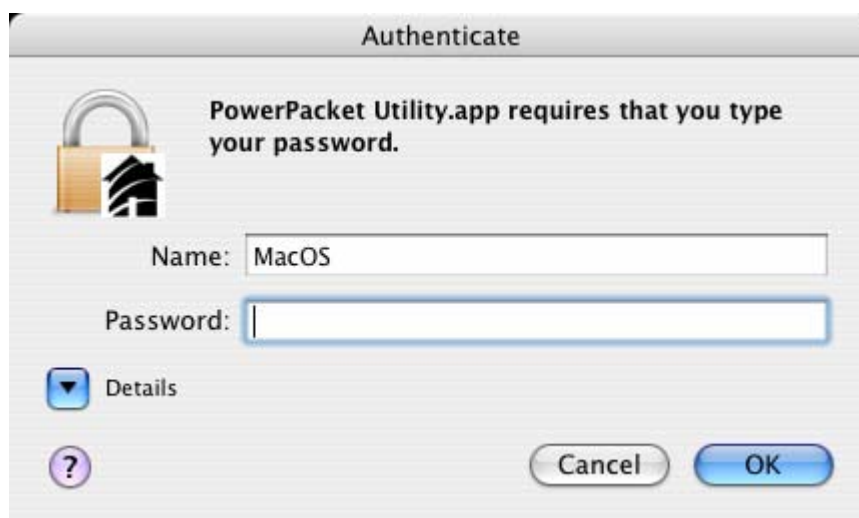 Authenticate
PowerPacket Utility.app requires that you type
your password.
Name: MacOS
Password:
Details
? Cancel OK